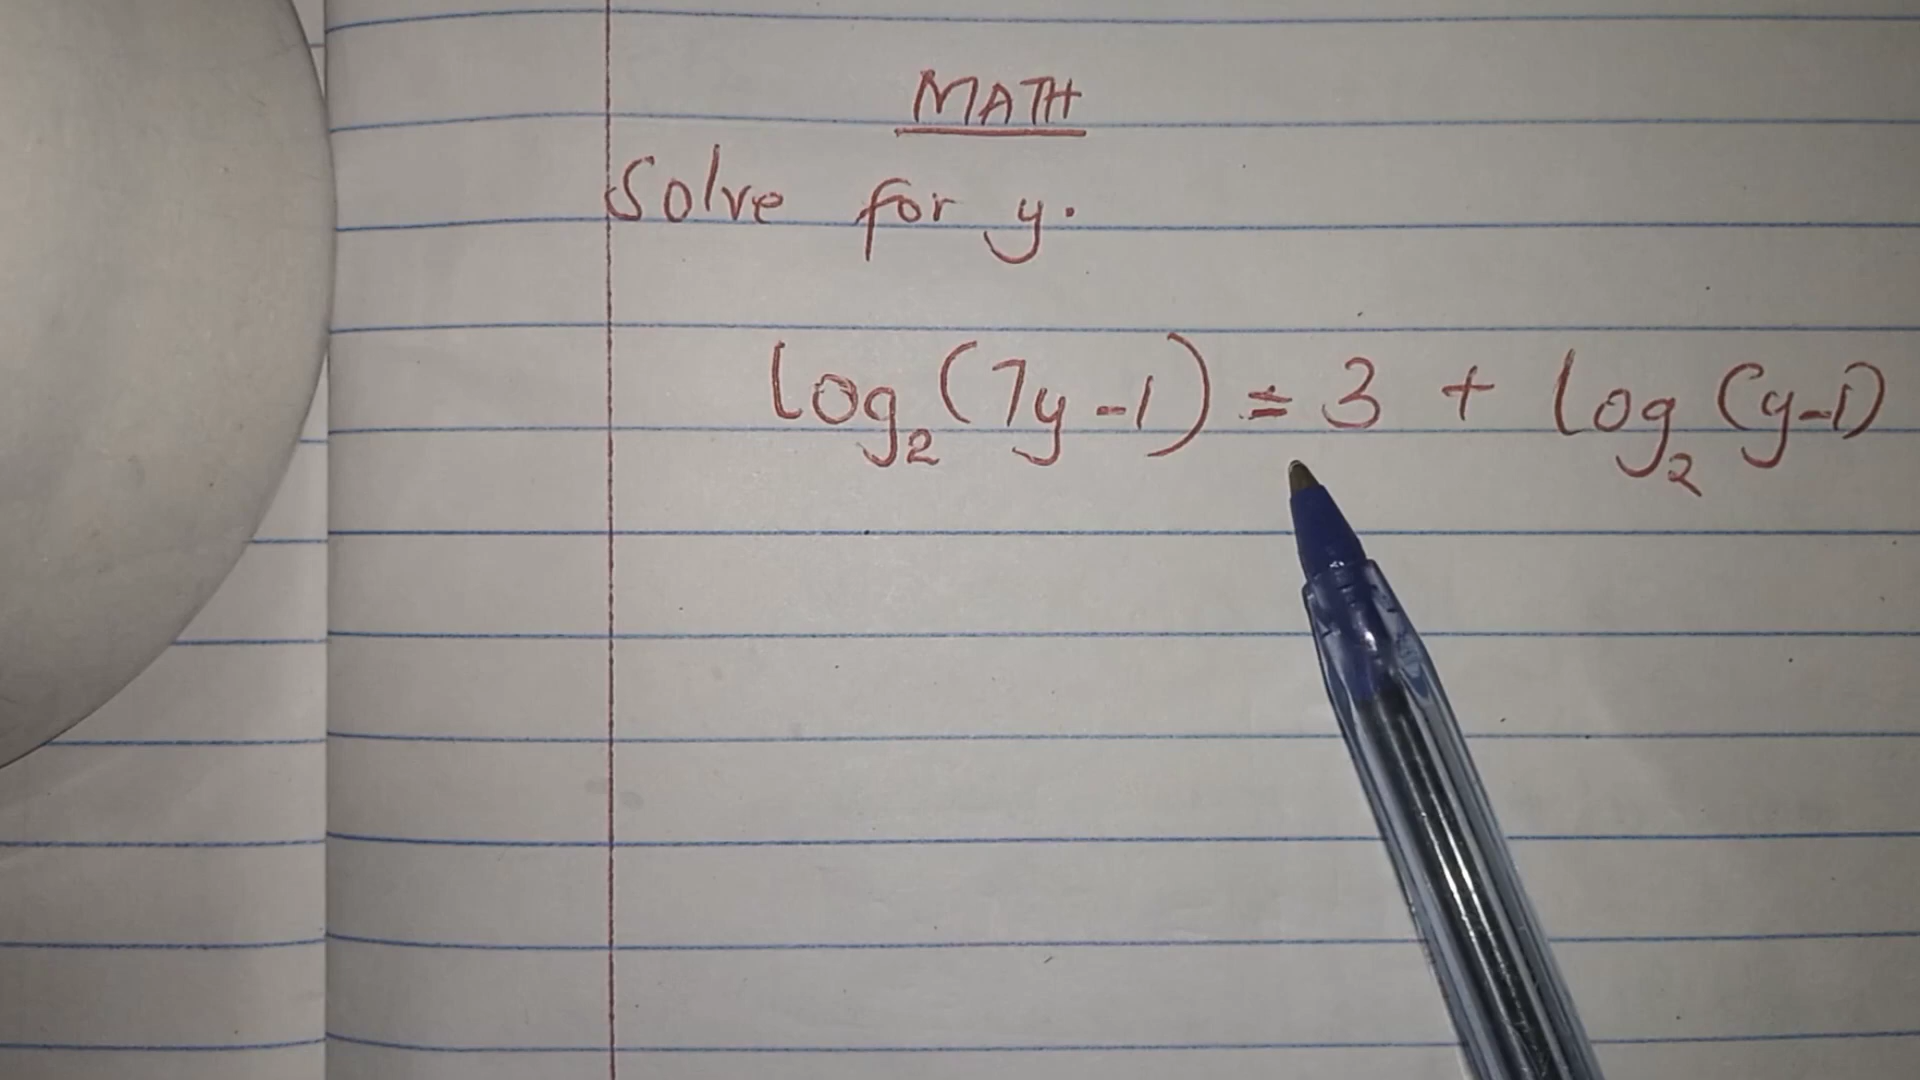 MATH
Solve for y.
log₂(7y-1) = 3 + log₂(y-1)